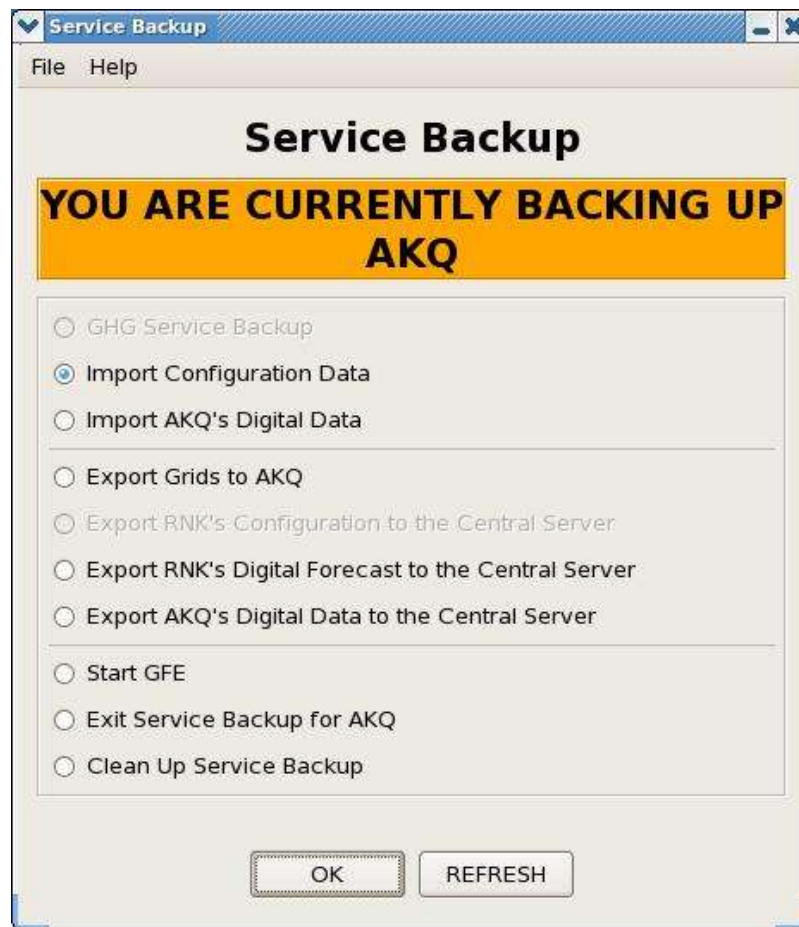 Service Backup
File Help
Service Backup
YOU ARE CURRENTLY BACKING UP
AKQ
GHG Service Backup
Import Configuration Data
Import AKQ's Digital Data
Export Grids to AKQ
Export RNK's Configuration to the Central Server
Export RNK's Digital Forecast to the Central Server
Export AKQ's Digital Data to the Central Server
Start GFE
Exit Service Backup for AKQ
Clean Up Service Backup
OK REFRESH